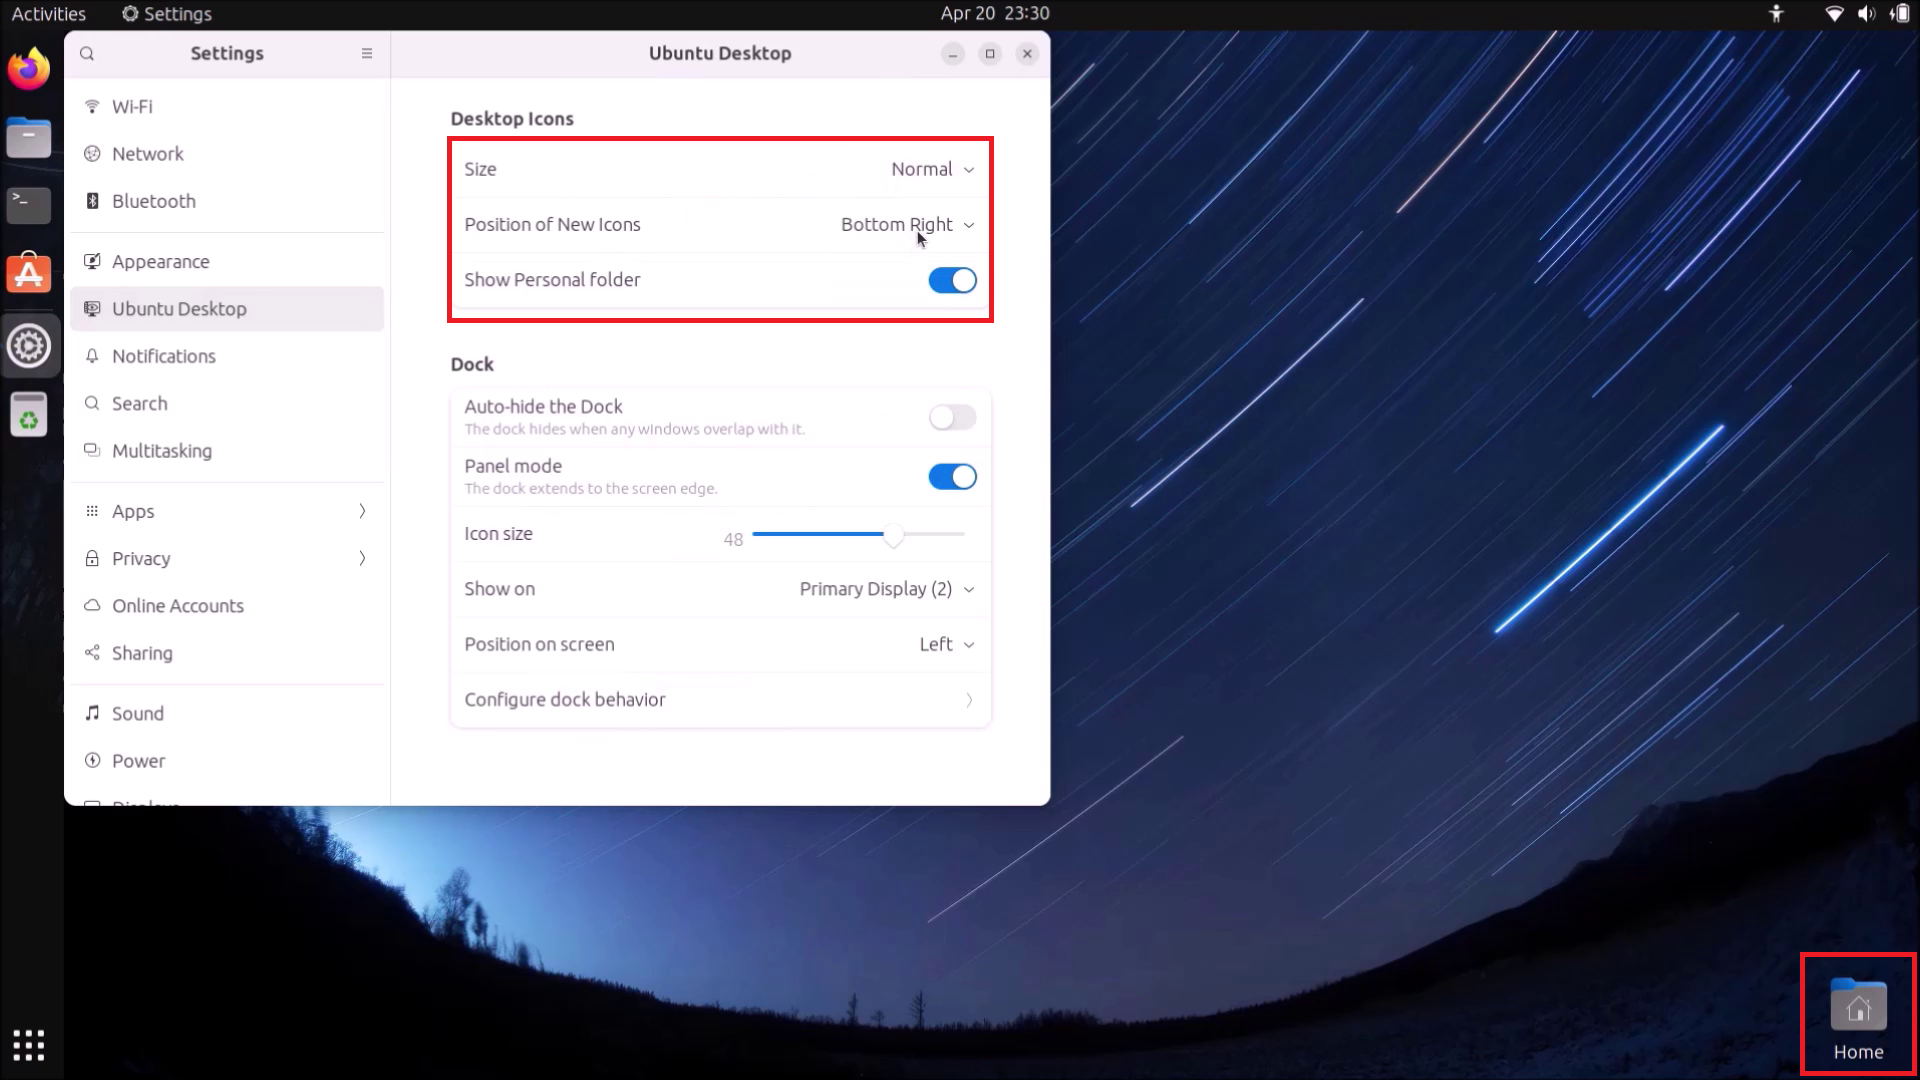 Activities
Settings
Apr 20 23:30
Settings
Ubuntu Desktop
Wi-Fi
Network
Bluetooth
Appearance
Ubuntu Desktop
Notifications
Search
Multitasking
Apps
Privacy
Online Accounts
Sharing
Sound
Power
Displays
Desktop Icons
Size
Normal
Position of New Icons
Bottom Right
Show Personal folder
Dock
Auto-hide the Dock
The dock hides when any windows overlap with it.
Panel mode
The dock extends to the screen edge.
Icon size
48
Show on
Primary Display (2)
Position on screen
Left
Configure dock behavior
Home